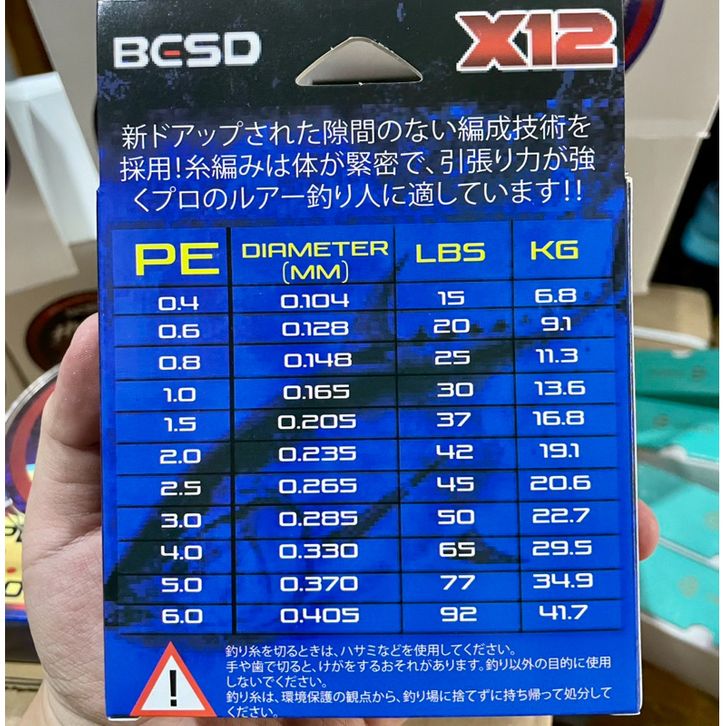 BCSD X12
新ドアップされた隙間のない編成技術を
採用!糸編みは体が緊密で、引張り力が強
くプロのルアー釣り人に適しています!!
PE DIAMETER (MM) LBS KG
0.4 0.104 15 6.8
0.6 0.128 20 9.1
0.8 0.148 25 11.3
1.0 0.165 30 13.6
1.5 0.205 37 16.8
2.0 0.235 42 19.1
2.5 0.265 45 20.6
3.0 0.285 50 22.7
4.0 0.330 65 29.5
5.0 0.370 77 34.9
6.0 0.405 92 41.7
!
釣り糸を切るときは、ハサミなどを使用してください。
手や歯で切ると、けがをするおそれがあります。釣り以外の目的に使用
しないでください。
釣り糸は、環境保護の観点から、釣り場に捨てずに持ち帰って処分して
ください。